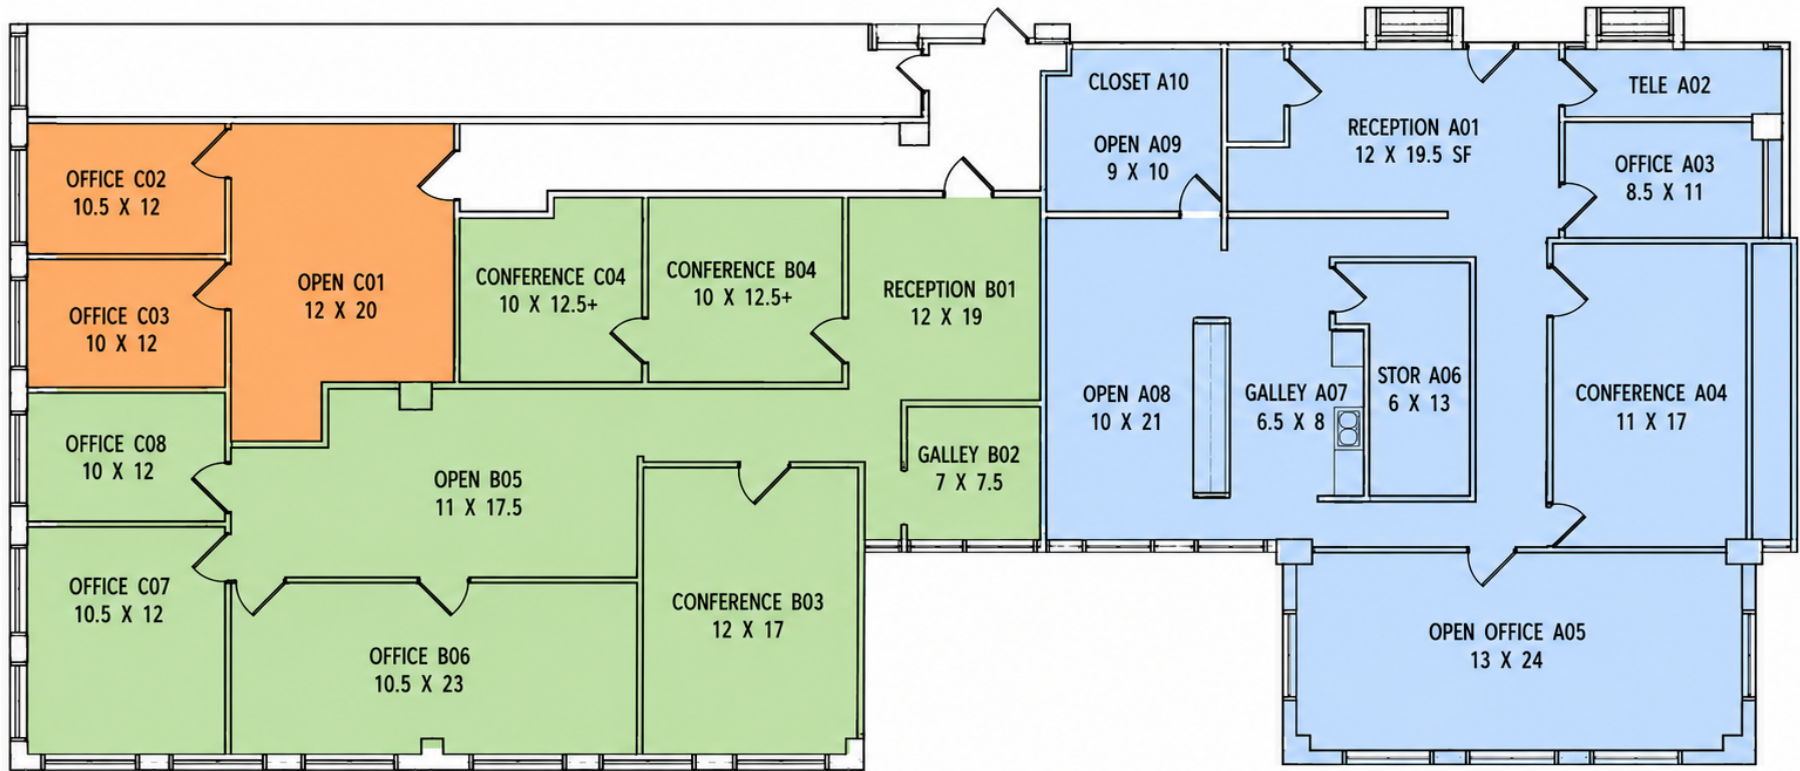 CLOSET A10
OPEN A09
9 X 10
RECEPTION A01
12 X 19.5 SF
TELE A02
OFFICE A03
8.5 X 11
OFFICE C02
10.5 X 12
OPEN C01
12 X 20
OFFICE C03
10 X 12
CONFERENCE C04
10 X 12.5+
CONFERENCE B04
10 X 12.5+
RECEPTION B01
12 X 19
OPEN A08
10 X 21
GALLEY A07
6.5 X 8
STOR A06
6 X 13
CONFERENCE A04
11 X 17
OFFICE C08
10 X 12
OPEN B05
11 X 17.5
GALLEY B02
7 X 7.5
OFFICE C07
10.5 X 12
OFFICE B06
10.5 X 23
CONFERENCE B03
12 X 17
OPEN OFFICE A05
13 X 24